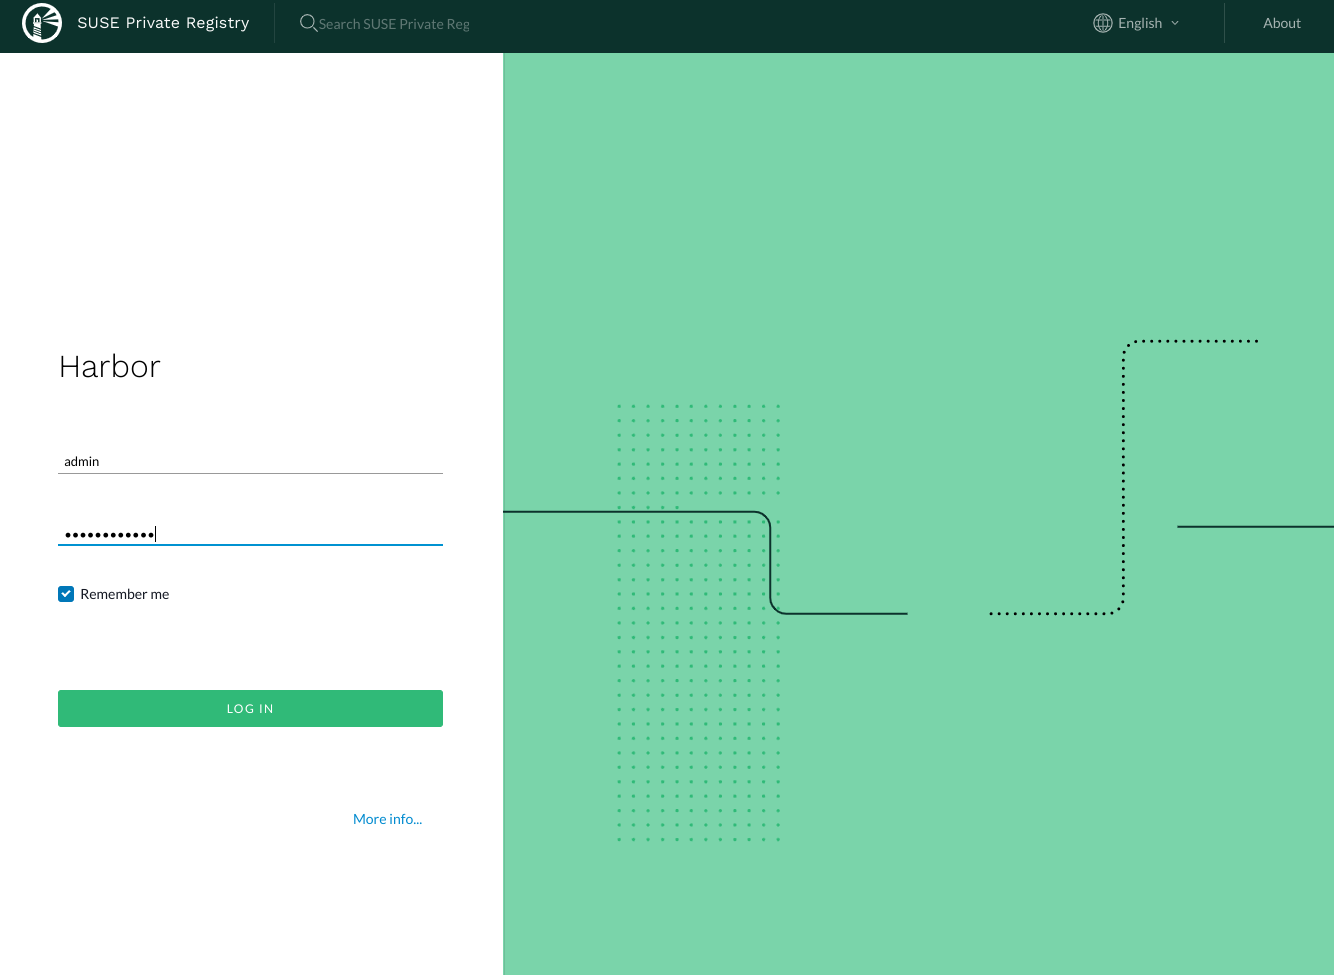 SUSE Private Registry
Search SUSE Private Reg
English
About
Harbor
admin
••••••••••••
Remember me
LOG IN
More info...